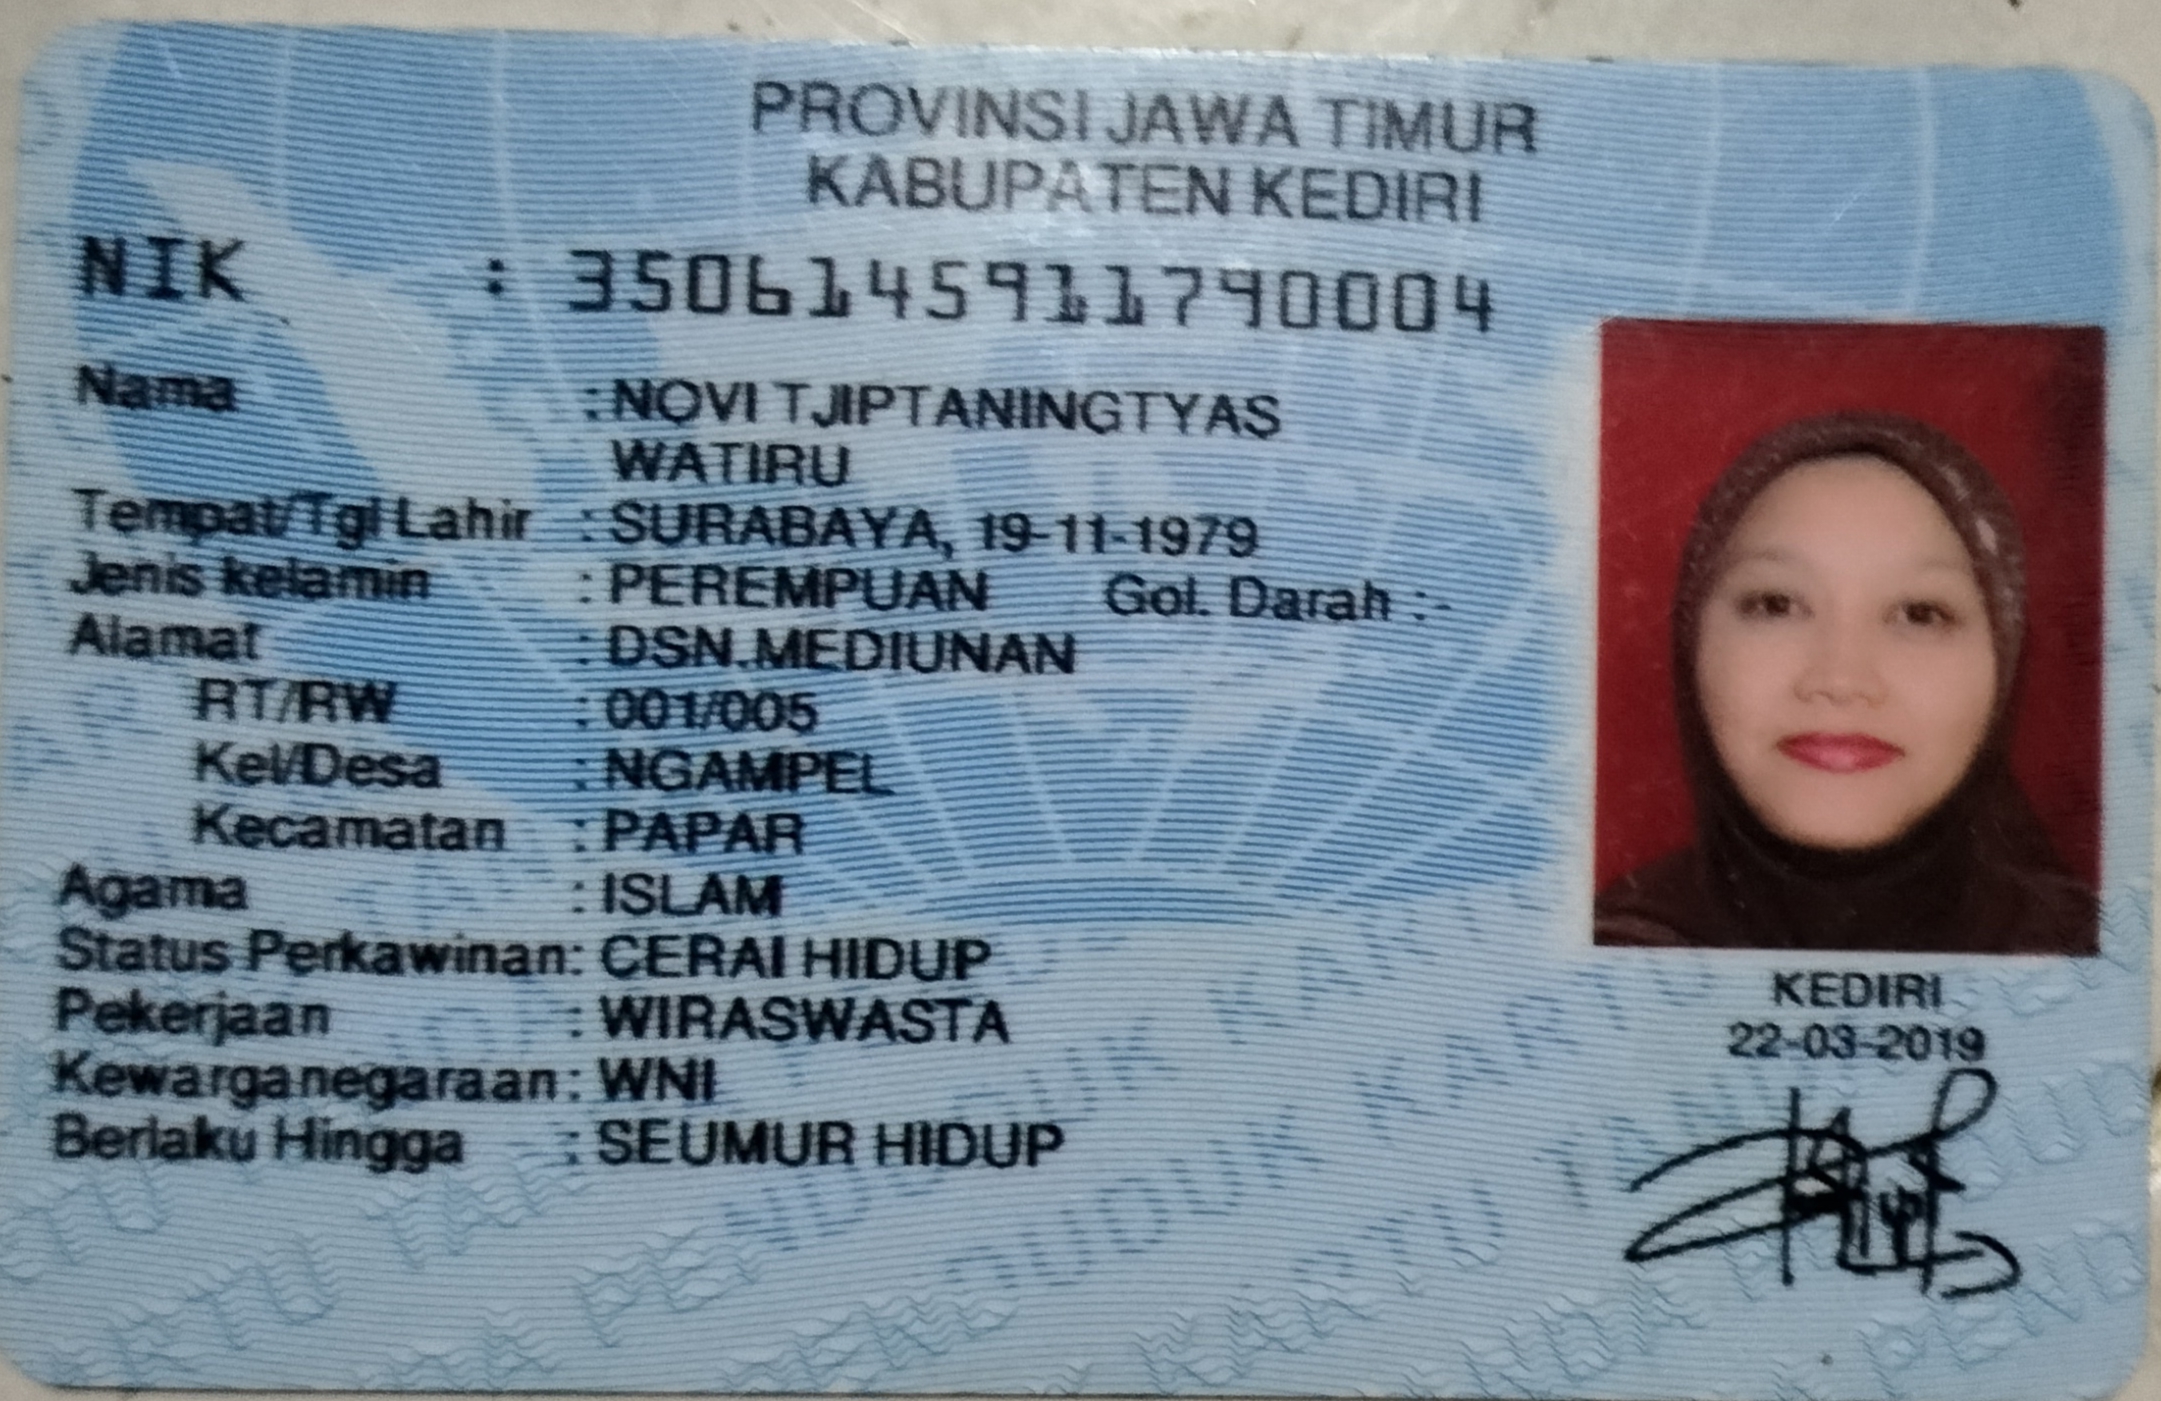 PROVINSI JAWA TIMUR
KABUPATEN KEDIRI
NIK : 3506145911790004
Nama : NOVI TJIPTANINGTYAS
WATIRU
Tempat/Tgl Lahir : SURABAYA, 19-11-1979
Jenis kelamin : PEREMPUAN Gol. Darah :-
Alamat : DSN.MEDIUNAN
RT/RW : 001/005
Kel/Desa : NGAMPEL
Kecamatan : PAPAR
Agama : ISLAM
Status Perkawinan: CERAI HIDUP
Pekerjaan : WIRASWASTA
Kewarganegaraan: WNI
Berlaku Hingga : SEUMUR HIDUP
KEDIRI
22-03-2019